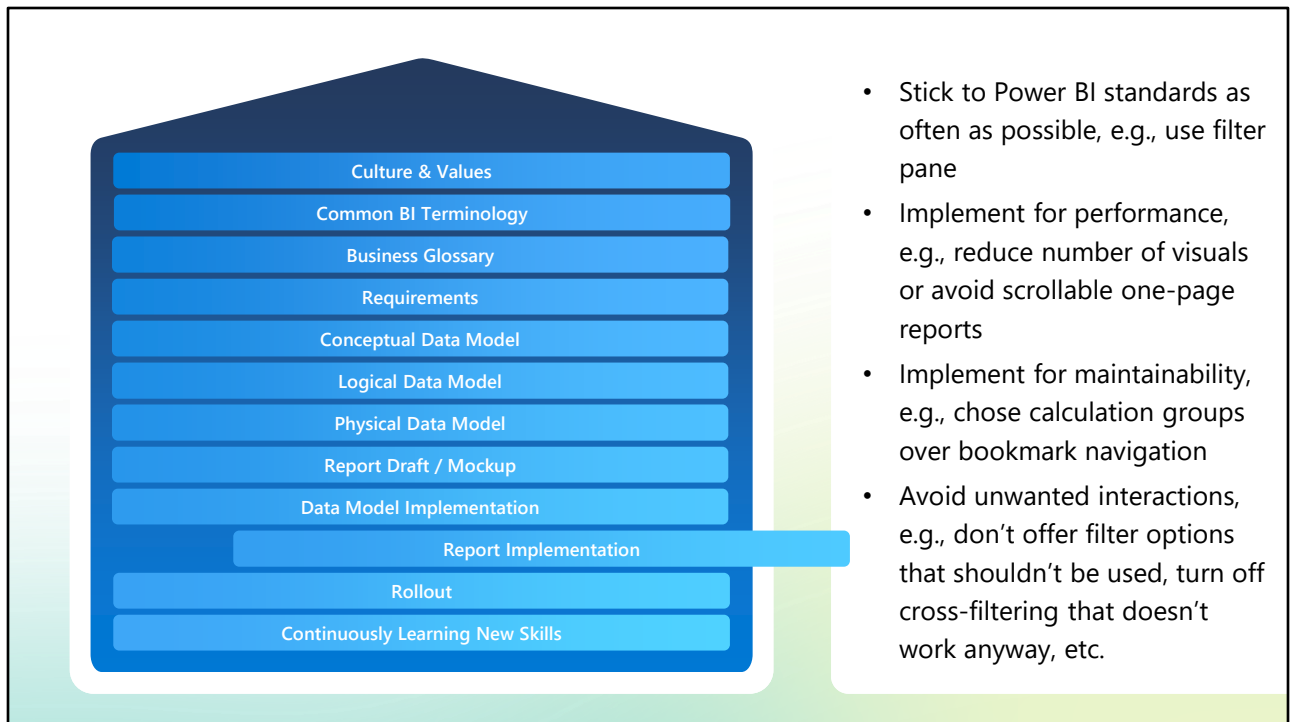 Culture & Values
Common BI Terminology
Business Glossary
Requirements
Conceptual Data Model
Logical Data Model
Physical Data Model
Report Draft / Mockup
Data Model Implementation
Report Implementation
Rollout
Continuously Learning New Skills
• Stick to Power BI standards as
often as possible, e.g., use filter
pane
• Implement for performance,
e.g., reduce number of visuals
or avoid scrollable one-page
reports
• Implement for maintainability,
e.g., chose calculation groups
over bookmark navigation
• Avoid unwanted interactions,
e.g., don’t offer filter options
that shouldn’t be used, turn off
cross-filtering that doesn’t
work anyway, etc.